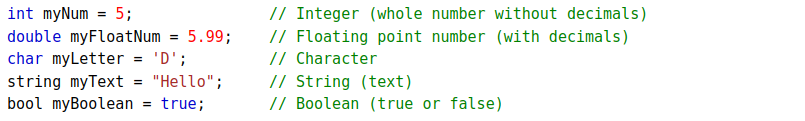 int myNum = 5;               // Integer (whole number without decimals)
double myFloatNum = 5.99;    // Floating point number (with decimals)
char myLetter = 'D';         // Character
string myText = "Hello";     // String (text)
bool myBoolean = true;       // Boolean (true or false)